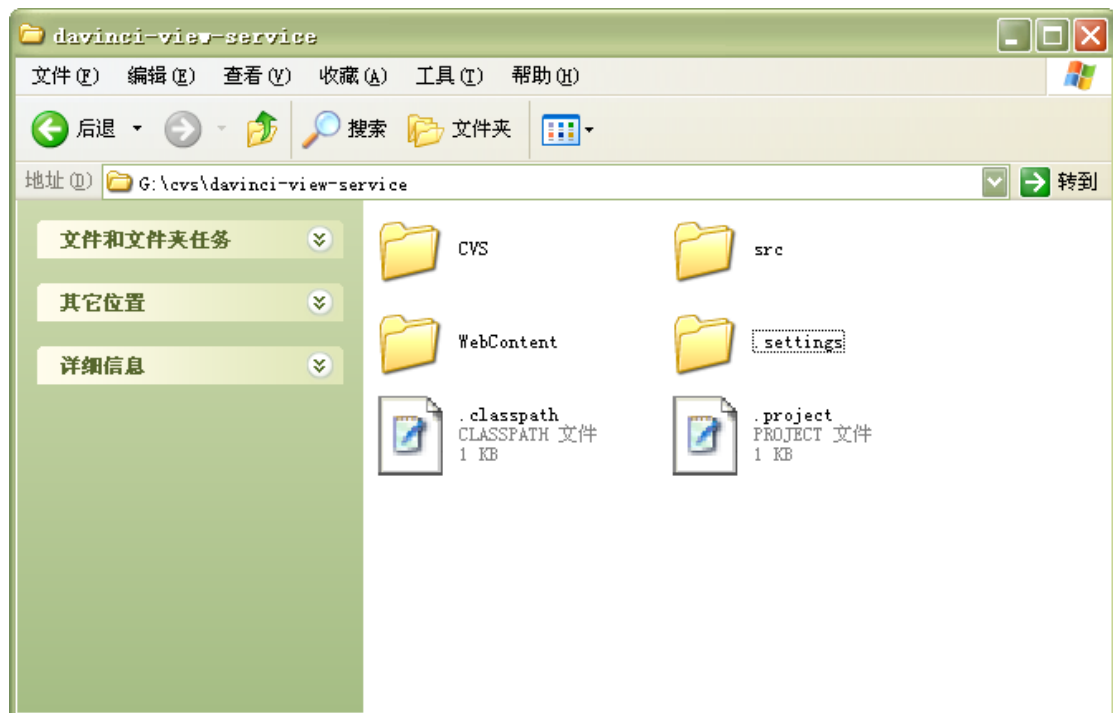 davinci-view-service
文件(F) 编辑(E) 查看(V) 收藏(A) 工具(T) 帮助(H)
后退 搜索 文件夹
地址(D) G:\cvs\davinci-view-service 转到
文件和文件夹任务
其它位置
详细信息
CVS
src
WebContent
.settings
.classpath
CLASSPATH 文件
1 KB
.project
PROJECT 文件
1 KB